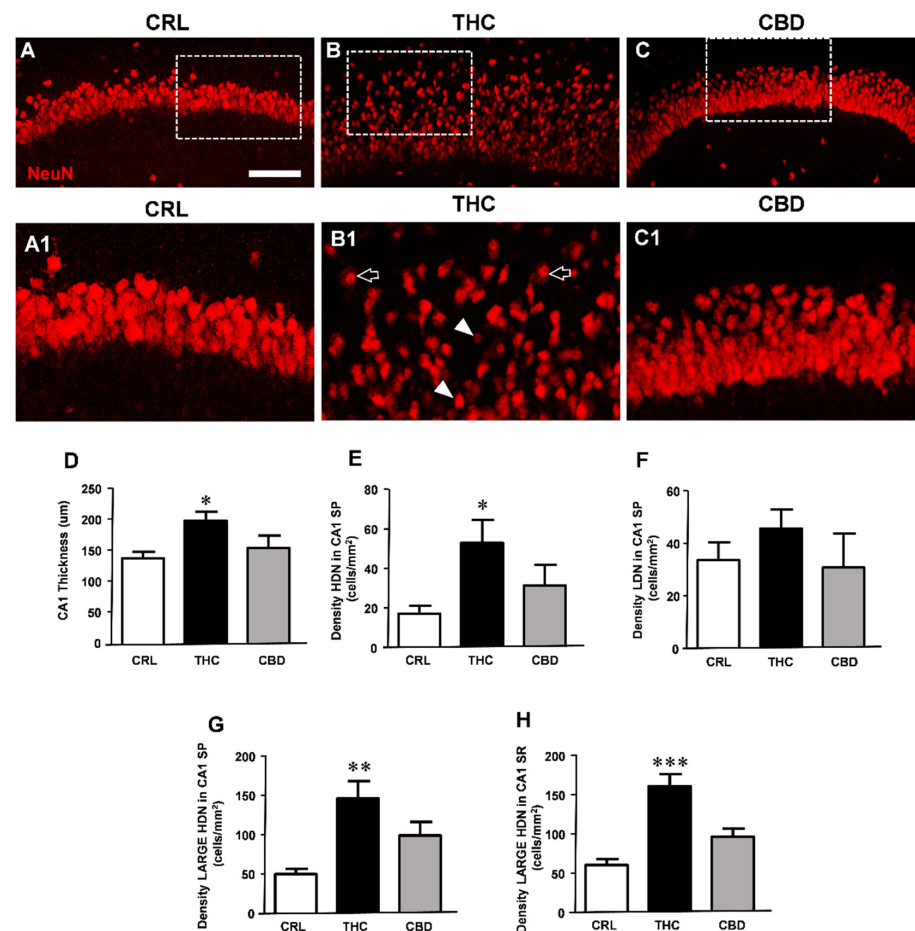 CRL THC CBD
A B C
NeuN
CRL THC CBD
A1 B1 C1
D
CA1 Thickness (um)
250
200
150
100
50
0
CRL THC CBD
E
*
Density HDN in CA1 SP
(cells/mm²)
80
60
40
20
0
*
CRL THC CBD
F
Density LDN in CA1 SP
(cells/mm²)
60
40
20
0
CRL THC CBD
G
Density LARGE HDN in CA1 SP
(cells/mm²)
200
150
100
50
0
**
CRL THC CBD
H
Density LARGE HDN in CA1 SR
(cells/mm²)
200
150
100
50
0
***
CRL THC CBD